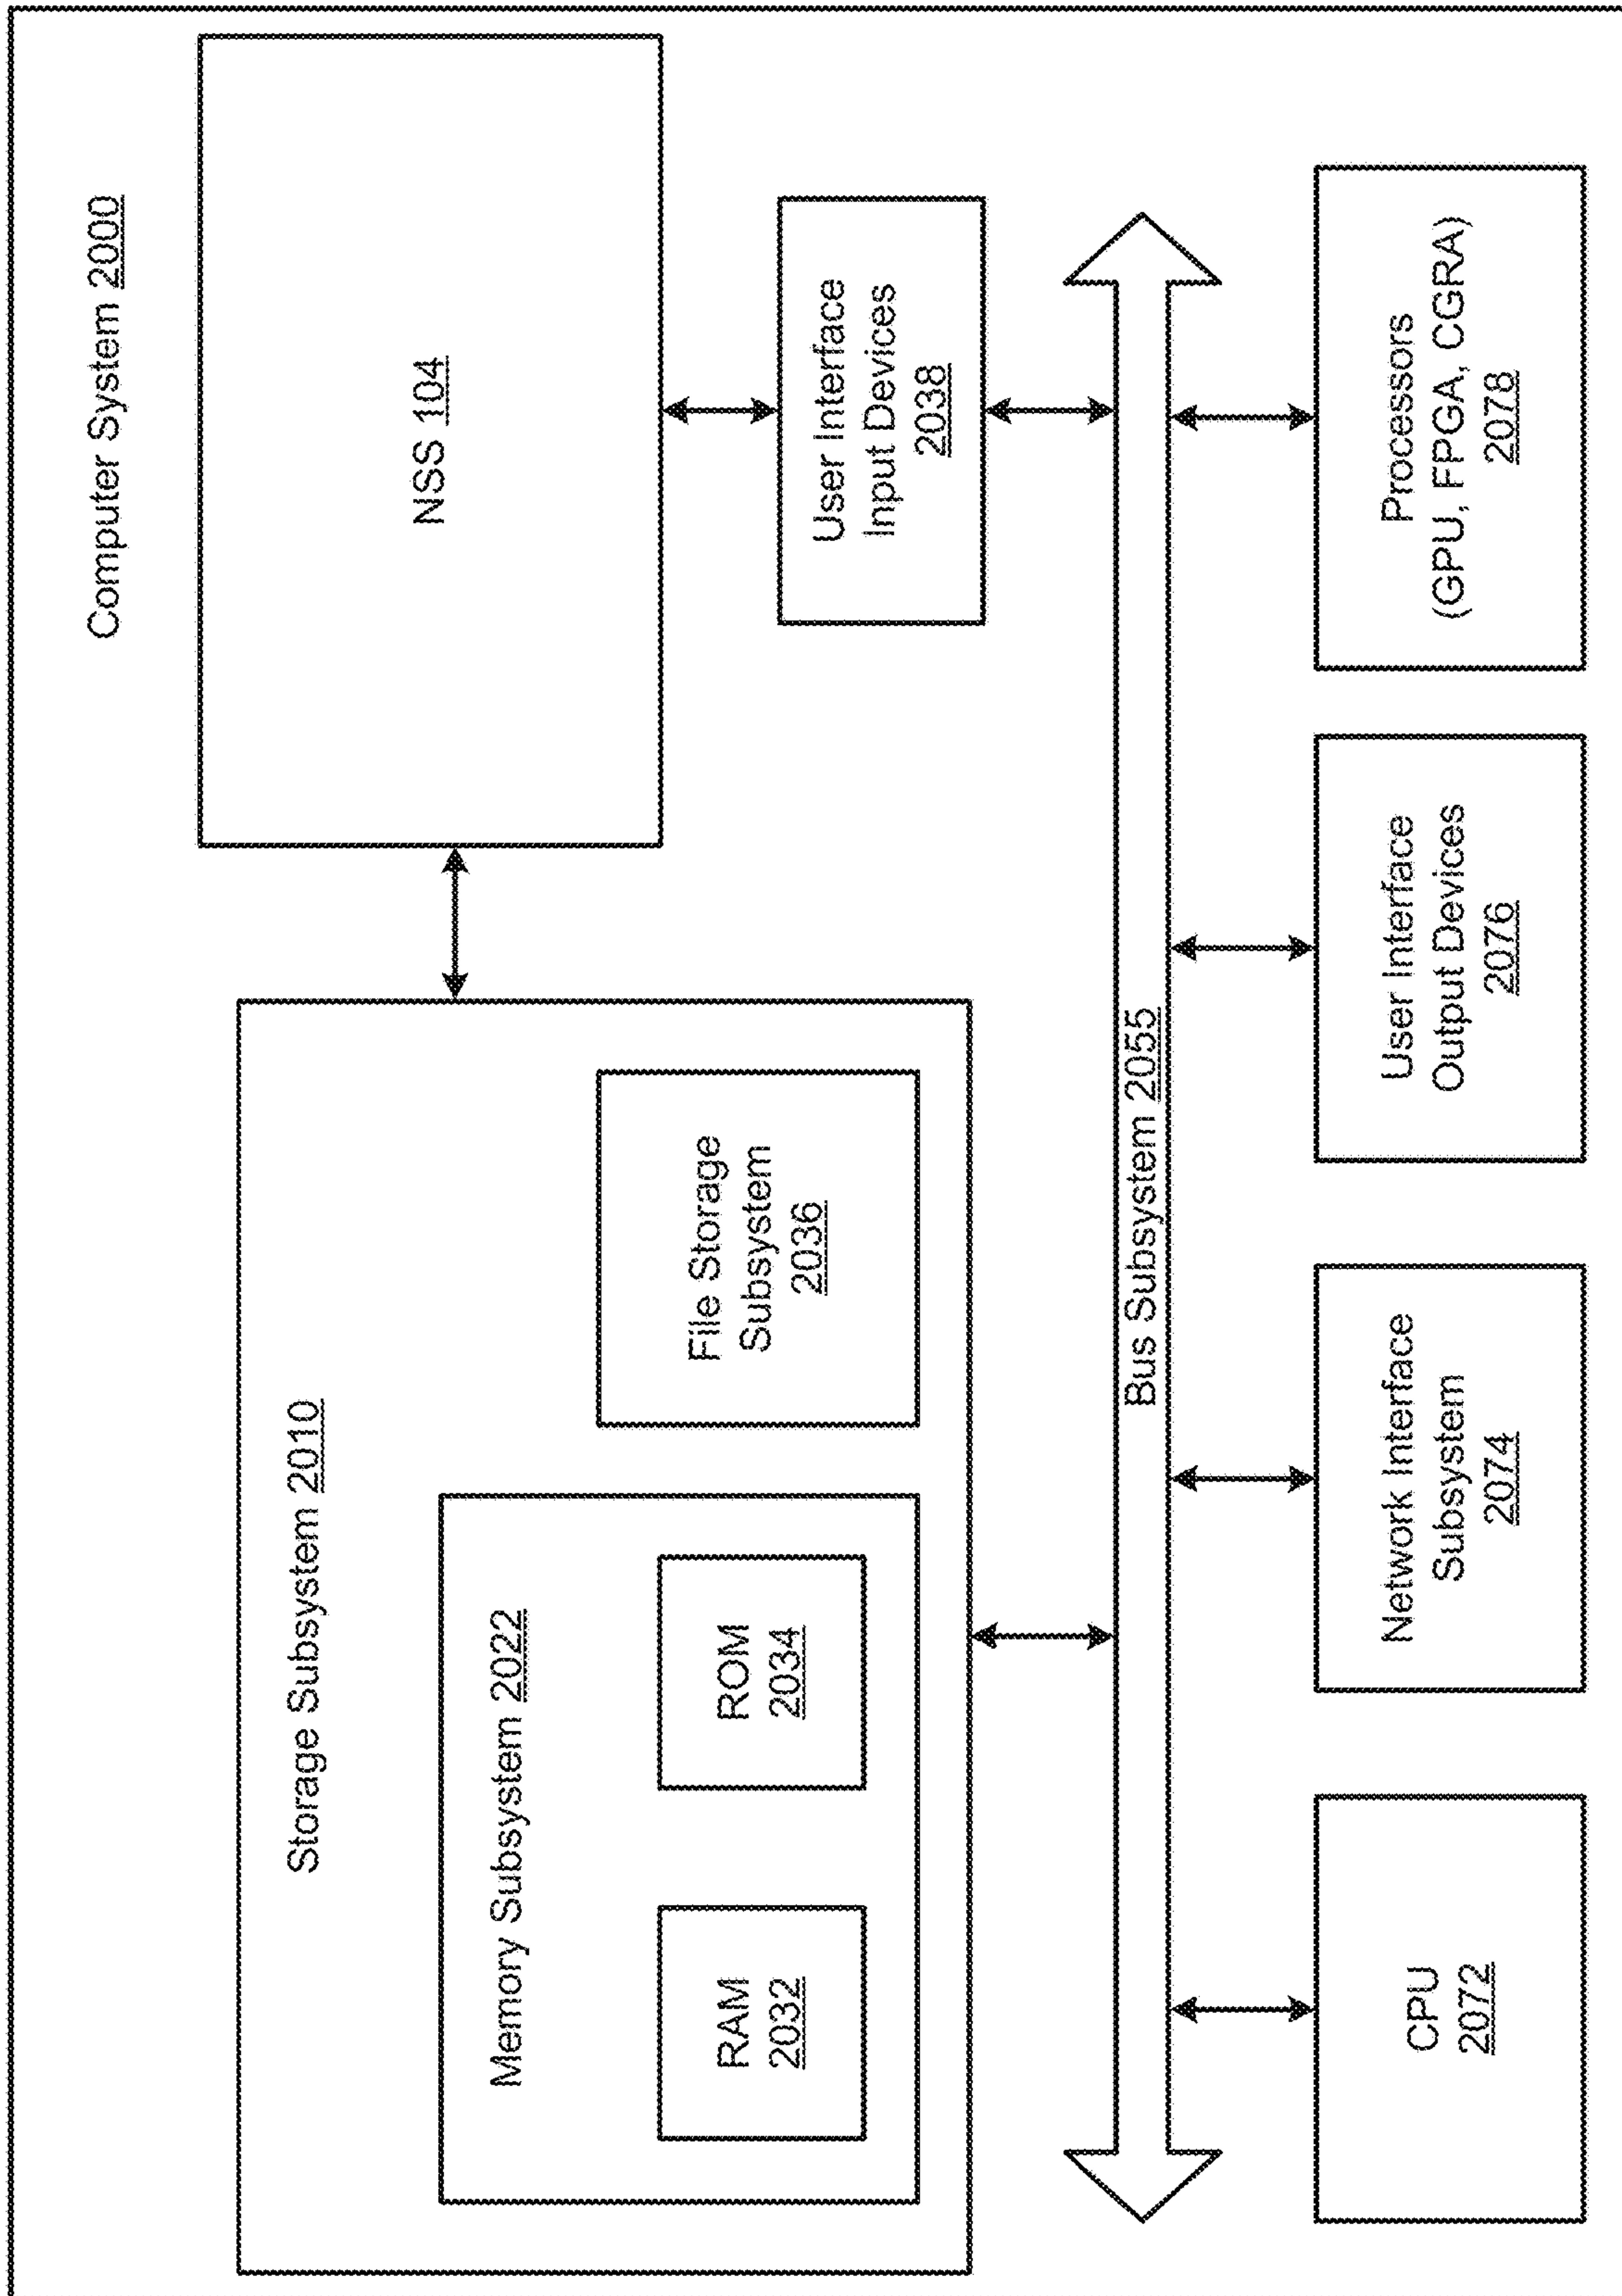 Computer System 2000
Storage Subsystem 2010
Memory Subsystem 2022
RAM
2032
ROM
2034
File Storage
Subsystem
2036
NSS 104
User Interface
Input Devices
2038
Bus Subsystem 2055
CPU
2072
Network Interface
Subsystem
2074
User Interface
Output Devices
2076
Processors
(GPU, FPGA, CGRA)
2078